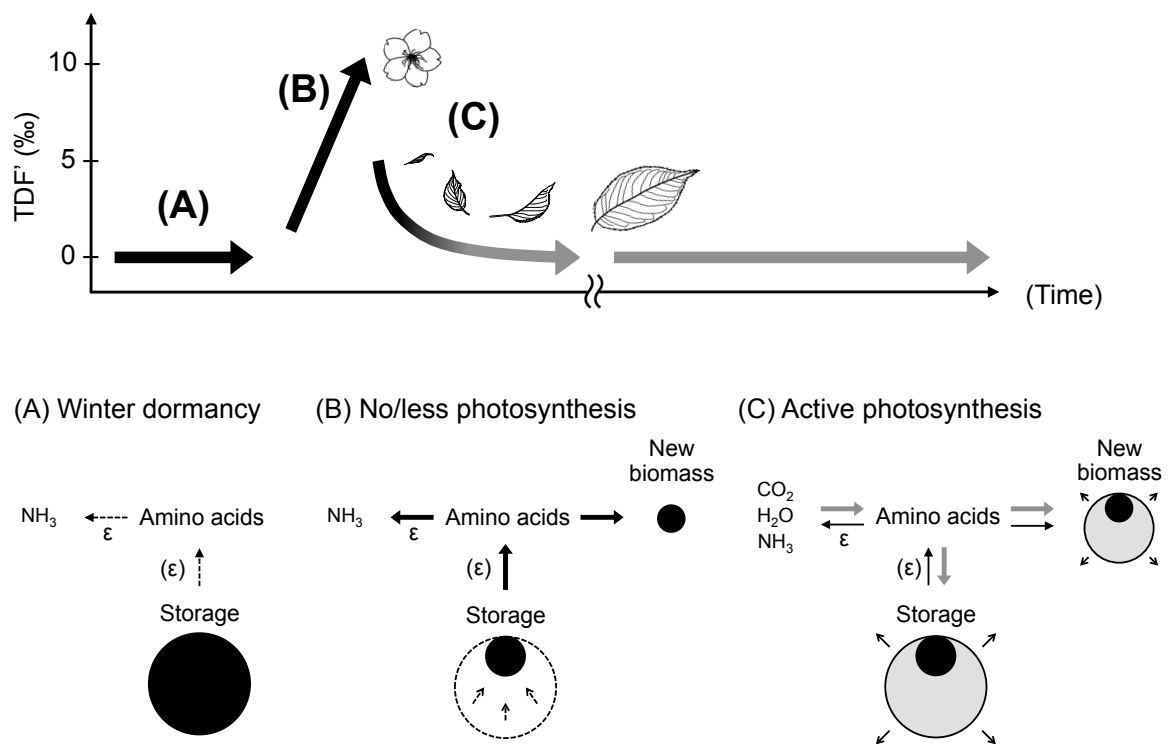 10
5
0
TDF' (‰)
(A)
(B)
(C)
(Time)
(A) Winter dormancy
NH₃
ε
Amino acids
(ε)
Storage
(B) No/less photosynthesis
New
biomass
NH₃
ε
Amino acids
(ε)
Storage
(C) Active photosynthesis
New
biomass
CO₂
H₂O
NH₃
ε
Amino acids
(ε)
Storage